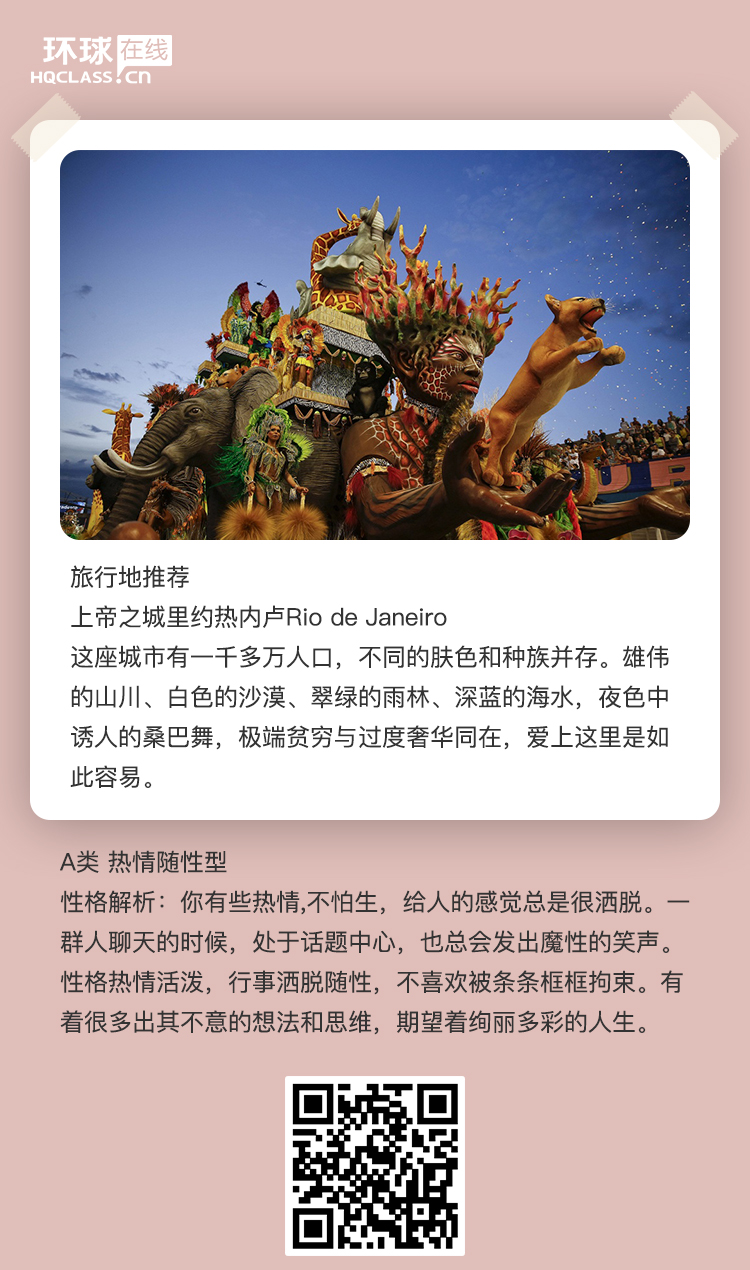 环球在线
HQCLASS.cn
旅行地推荐
上帝之城里约热内卢Rio de Janeiro
这座城市有一千多万人口，不同的肤色和种族并存。雄伟
的山川、白色的沙漠、翠绿的雨林、深蓝的海水，夜色中
诱人的桑巴舞，极端贫穷与过度奢华同在，爱上这里是如
此容易。
A类 热情随性型
性格解析：你有些热情,不怕生，给人的感觉总是很洒脱。一
群人聊天的时候，处于话题中心，也总会发出魔性的笑声。
性格热情活泼，行事洒脱随性，不喜欢被条条框框拘束。有
着很多出其不意的想法和思维，期望着绚丽多彩的人生。